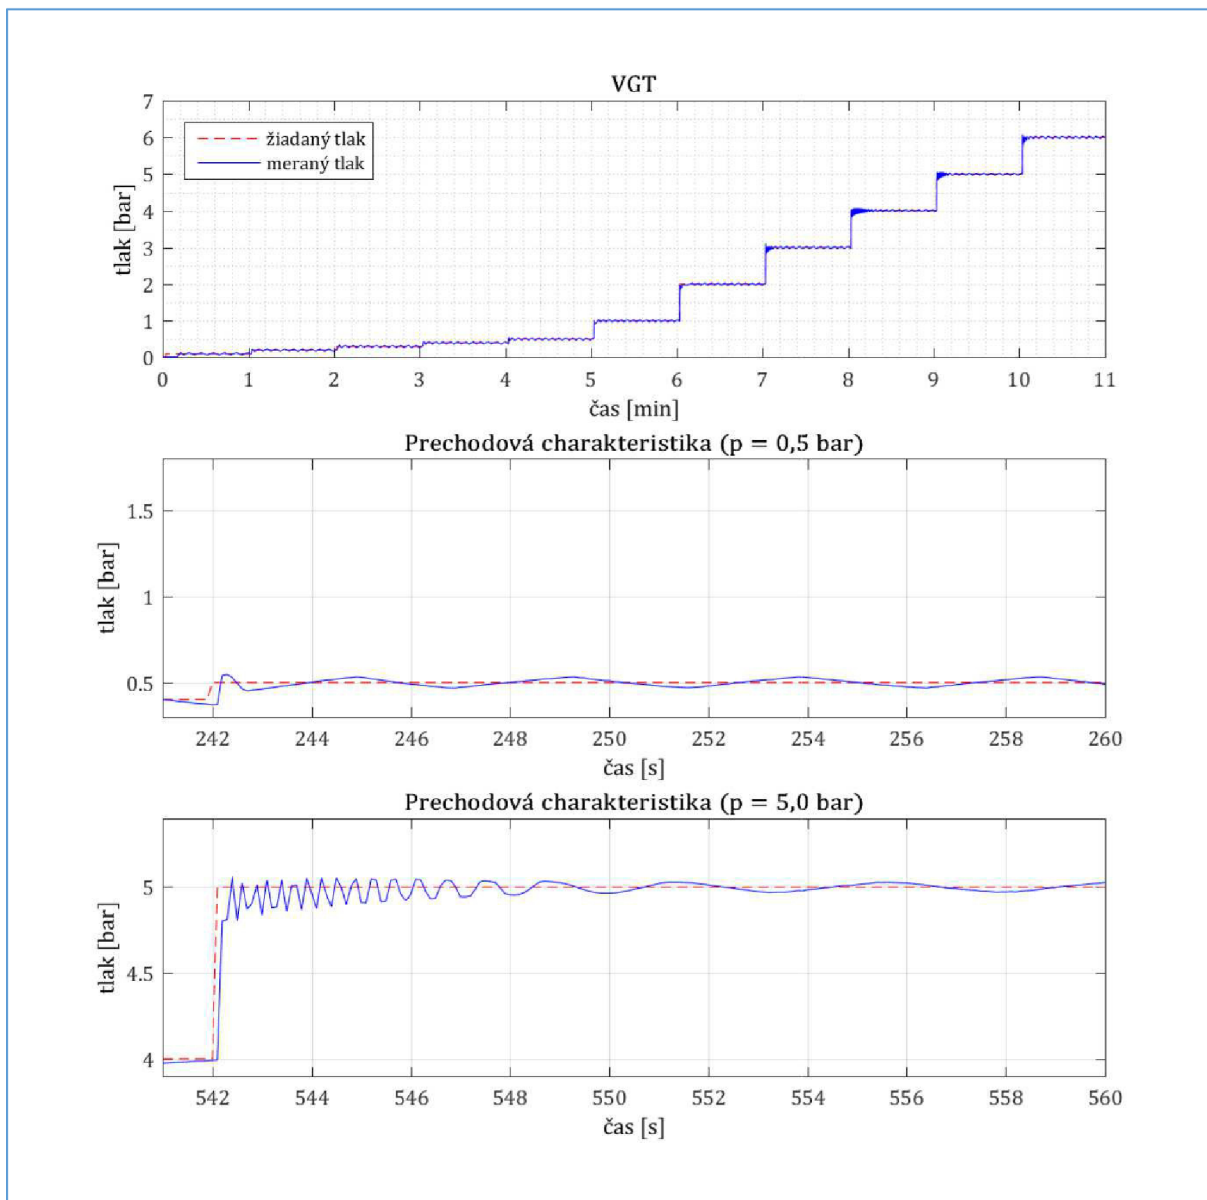 VGT
7
6
5
4
3
2
1
0
tlak [bar]
žiadaný tlak
meraný tlak
0 1 2 3 4 5 6 7 8 9 10 11
čas [min]
Prechodová charakteristika (p = 0,5 bar)
1.5
1
0.5
tlak [bar]
242 244 246 248 250 252 254 256 258 260
čas [s]
Prechodová charakteristika (p = 5,0 bar)
5
4.5
4
tlak [bar]
542 544 546 548 550 552 554 556 558 560
čas [s]